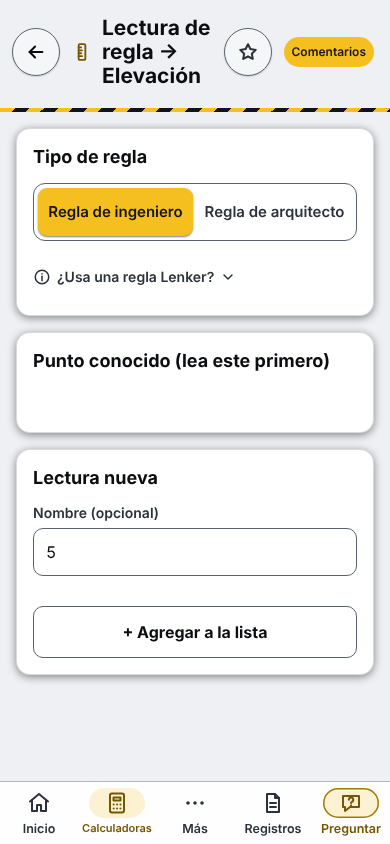 Lectura de
regla →
Elevación
Comentarios
Tipo de regla
Regla de ingeniero
Regla de arquitecto
¿Usa una regla Lenker?
Punto conocido (lea este primero)
Lectura nueva
Nombre (opcional)
5
+ Agregar a la lista
Inicio
Calculadoras
Más
Registros
Preguntar